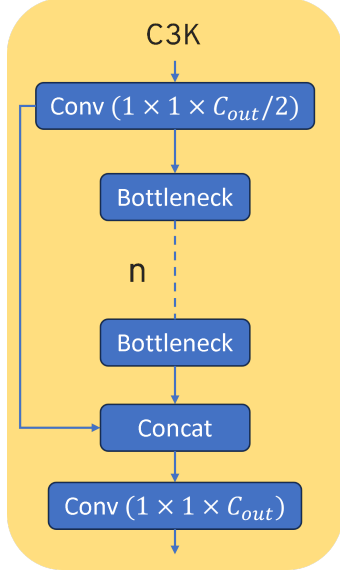 C3K
Conv (1 × 1 × C_out/2)
Bottleneck
n
Bottleneck
Concat
Conv (1 × 1 × C_out)